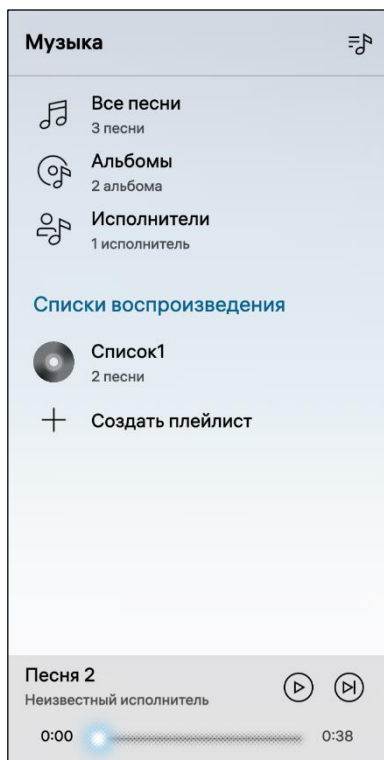 Музыка
Все песни
3 песни
Альбомы
2 альбома
Исполнители
1 исполнитель
Списки воспроизведения
Список1
2 песни
Создать плейлист
Песня 2
Неизвестный исполнитель
0:00 0:38